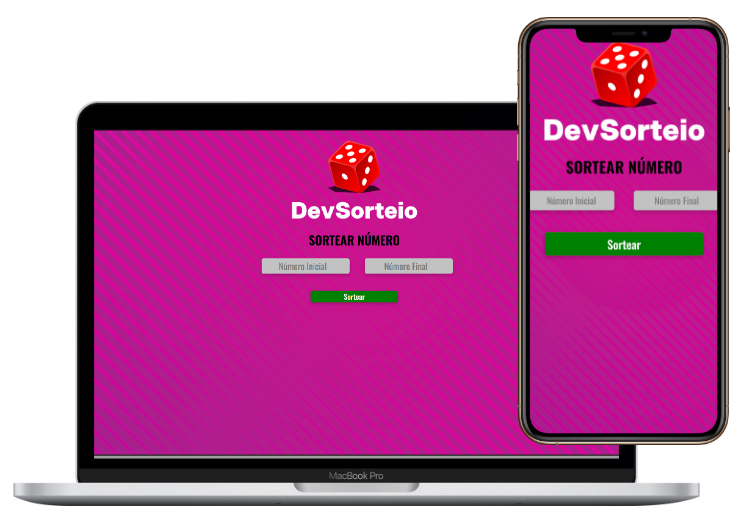 DevSorteio
SORTEAR NÚMERO
Número Inicial
Número Final
Sortear
MacBook Pro
DevSorteio
SORTEAR NÚMERO
Número Inicial
Número Final
Sortear